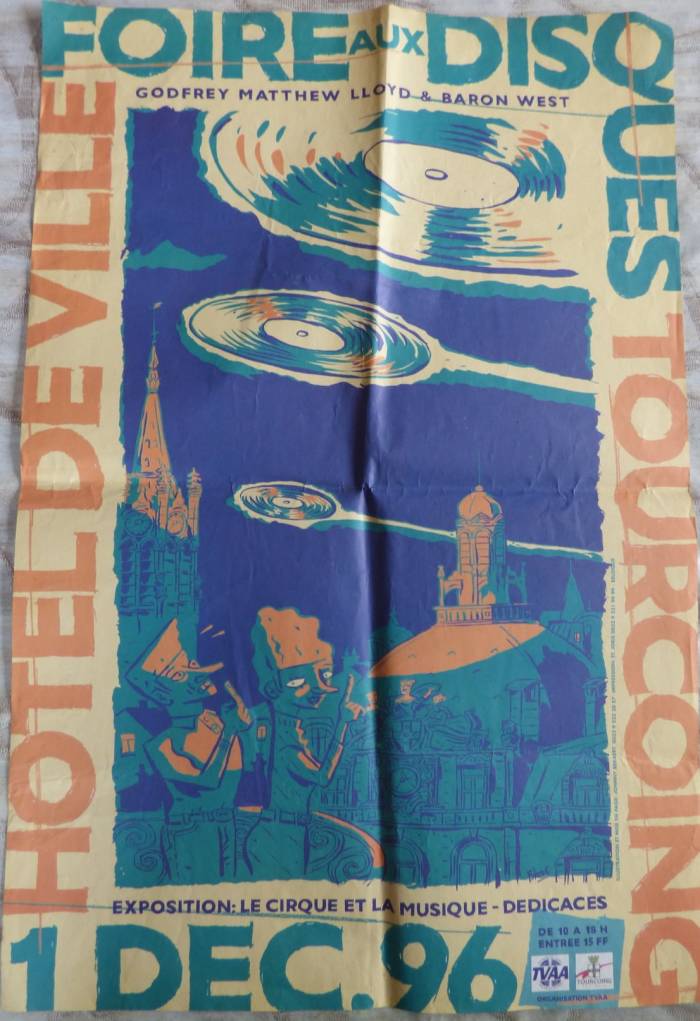 FOIRE AUX DISQUES
GODFREY MATTHEW LLOYD & BARON WEST
HOTEL DE VILLE
TOURCOING
EXPOSITION: LE CIRQUE ET LA MUSIQUE - DEDICACES
1 DEC. 96
DE 10 A 18 H
ENTREE 15 FF
TVAA
TOURCOING
ORGANISATION TVAA